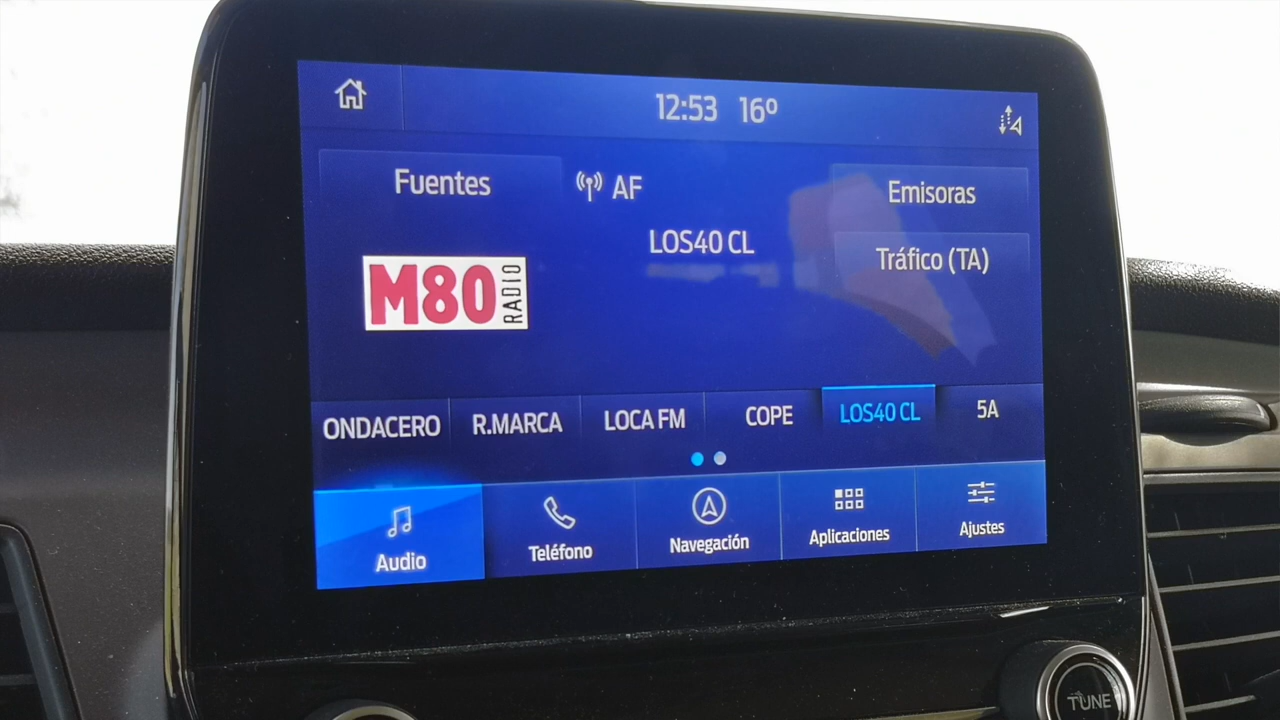 12:53 16º
Fuentes
AF
Emisoras
LOS40 CL
Tráfico (TA)
M80 RADIO
ONDACERO R.MARCA LOCA FM COPE LOS40 CL 5A
Audio Teléfono Navegación Aplicaciones Ajustes
TUNE